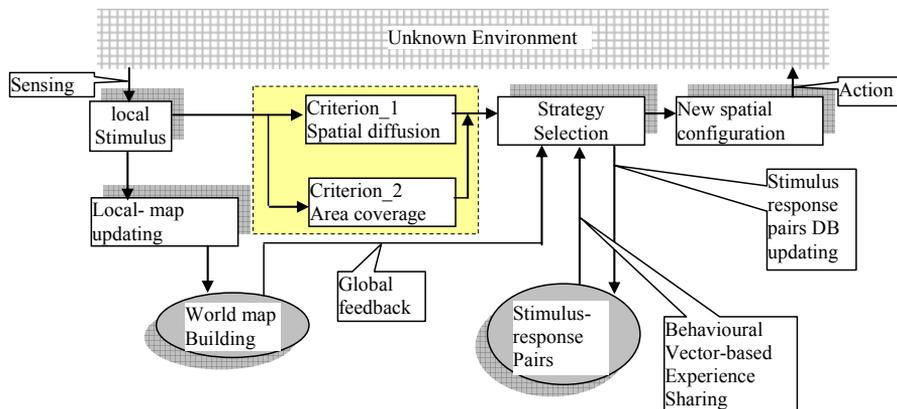 Unknown Environment
Sensing
local
Stimulus
Criterion_1
Spatial diffusion
Strategy
Selection
New spatial
configuration
Action
Criterion_2
Area coverage
Local- map
updating
Stimulus
response
pairs DB
updating
Global
feedback
World map
Building
Stimulus-
response
Pairs
Behavioural
Vector-based
Experience
Sharing